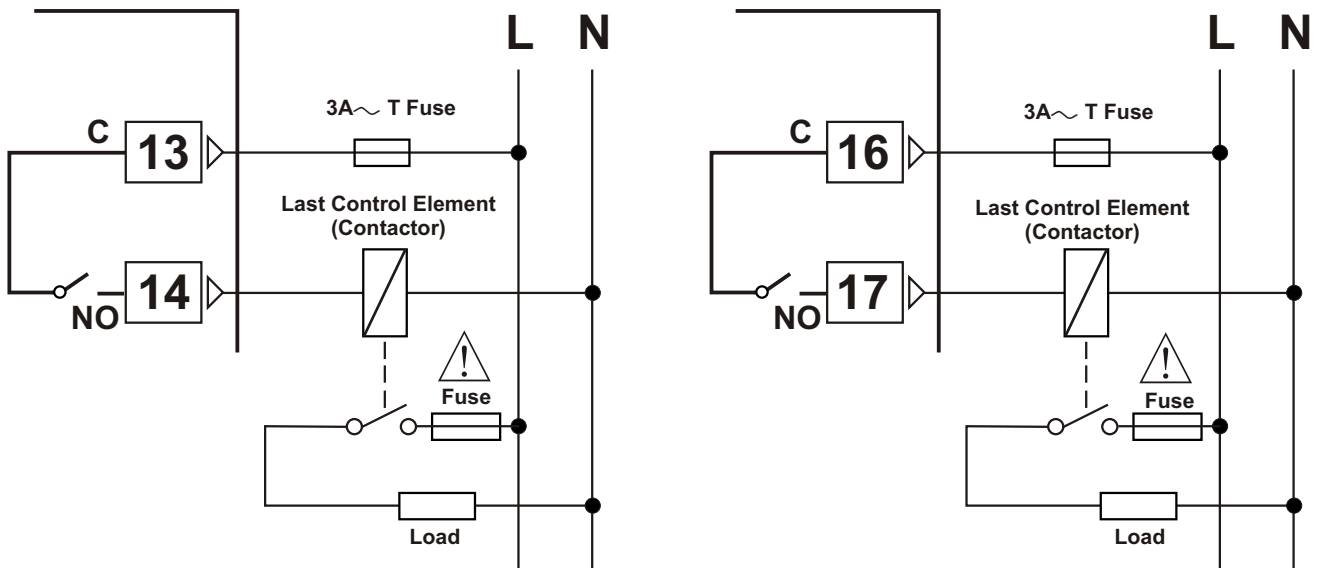 L N
3A~ T Fuse
C
13
Last Control Element
(Contactor)
14
NO
!
Fuse
Load
L N
3A~ T Fuse
C
16
Last Control Element
(Contactor)
17
NO
!
Fuse
Load